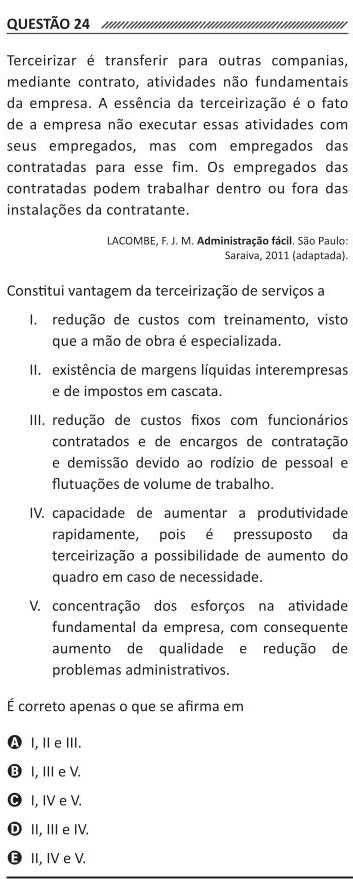 QUESTÃO 24
Terceirizar é transferir para outras companhias,
mediante contrato, atividades não fundamentais
da empresa. A essência da terceirização é o fato
de a empresa não executar essas atividades com
seus empregados, mas com empregados das
contratadas para esse fim. Os empregados das
contratadas podem trabalhar dentro ou fora das
instalações da contratante.
LACOMBE, F. J. M. Administração fácil. São Paulo:
Saraiva, 2011 (adaptada).
Constitui vantagem da terceirização de serviços a
I. redução de custos com treinamento, visto
que a mão de obra é especializada.
II. existência de margens líquidas interempresas
e de impostos em cascata.
III. redução de custos fixos com funcionários
contratados e de encargos de contratação
e demissão devido ao rodízio de pessoal e
flutuações de volume de trabalho.
IV. capacidade de aumentar a produtividade
rapidamente, pois é pressuposto da
terceirização a possibilidade de aumento do
quadro em caso de necessidade.
V. concentração dos esforços na atividade
fundamental da empresa, com consequente
aumento de qualidade e redução de
problemas administrativos.
É correto apenas o que se afirma em
A I, II e III.
B I, III e V.
C I, IV e V.
D II, III e IV.
E II, IV e V.